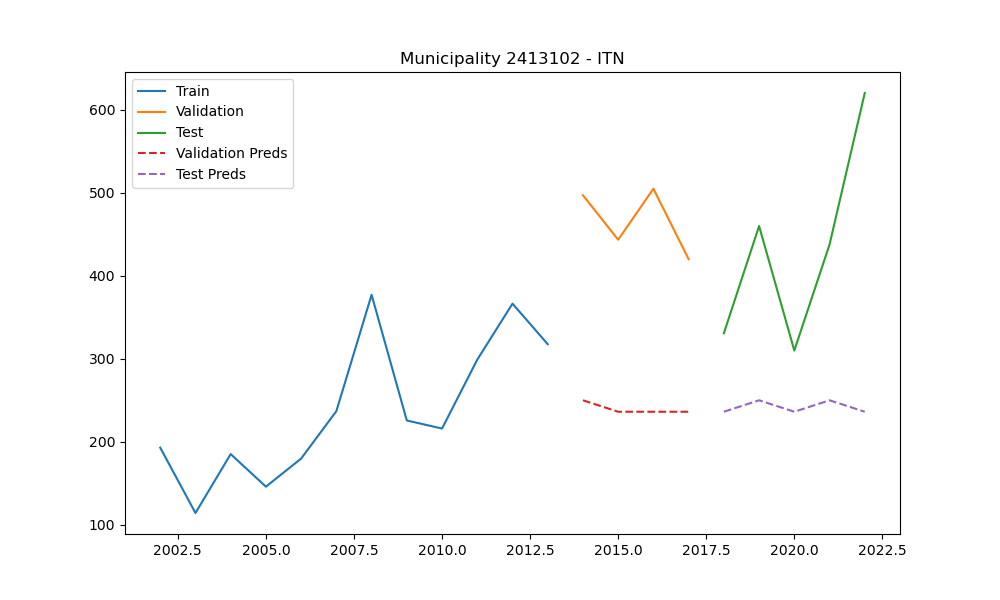 Municipality 2413102 - ITN
Train
Validation
Test
Validation Preds
Test Preds
600
500
400
300
200
100
2002.5 2005.0 2007.5 2010.0 2012.5 2015.0 2017.5 2020.0 2022.5